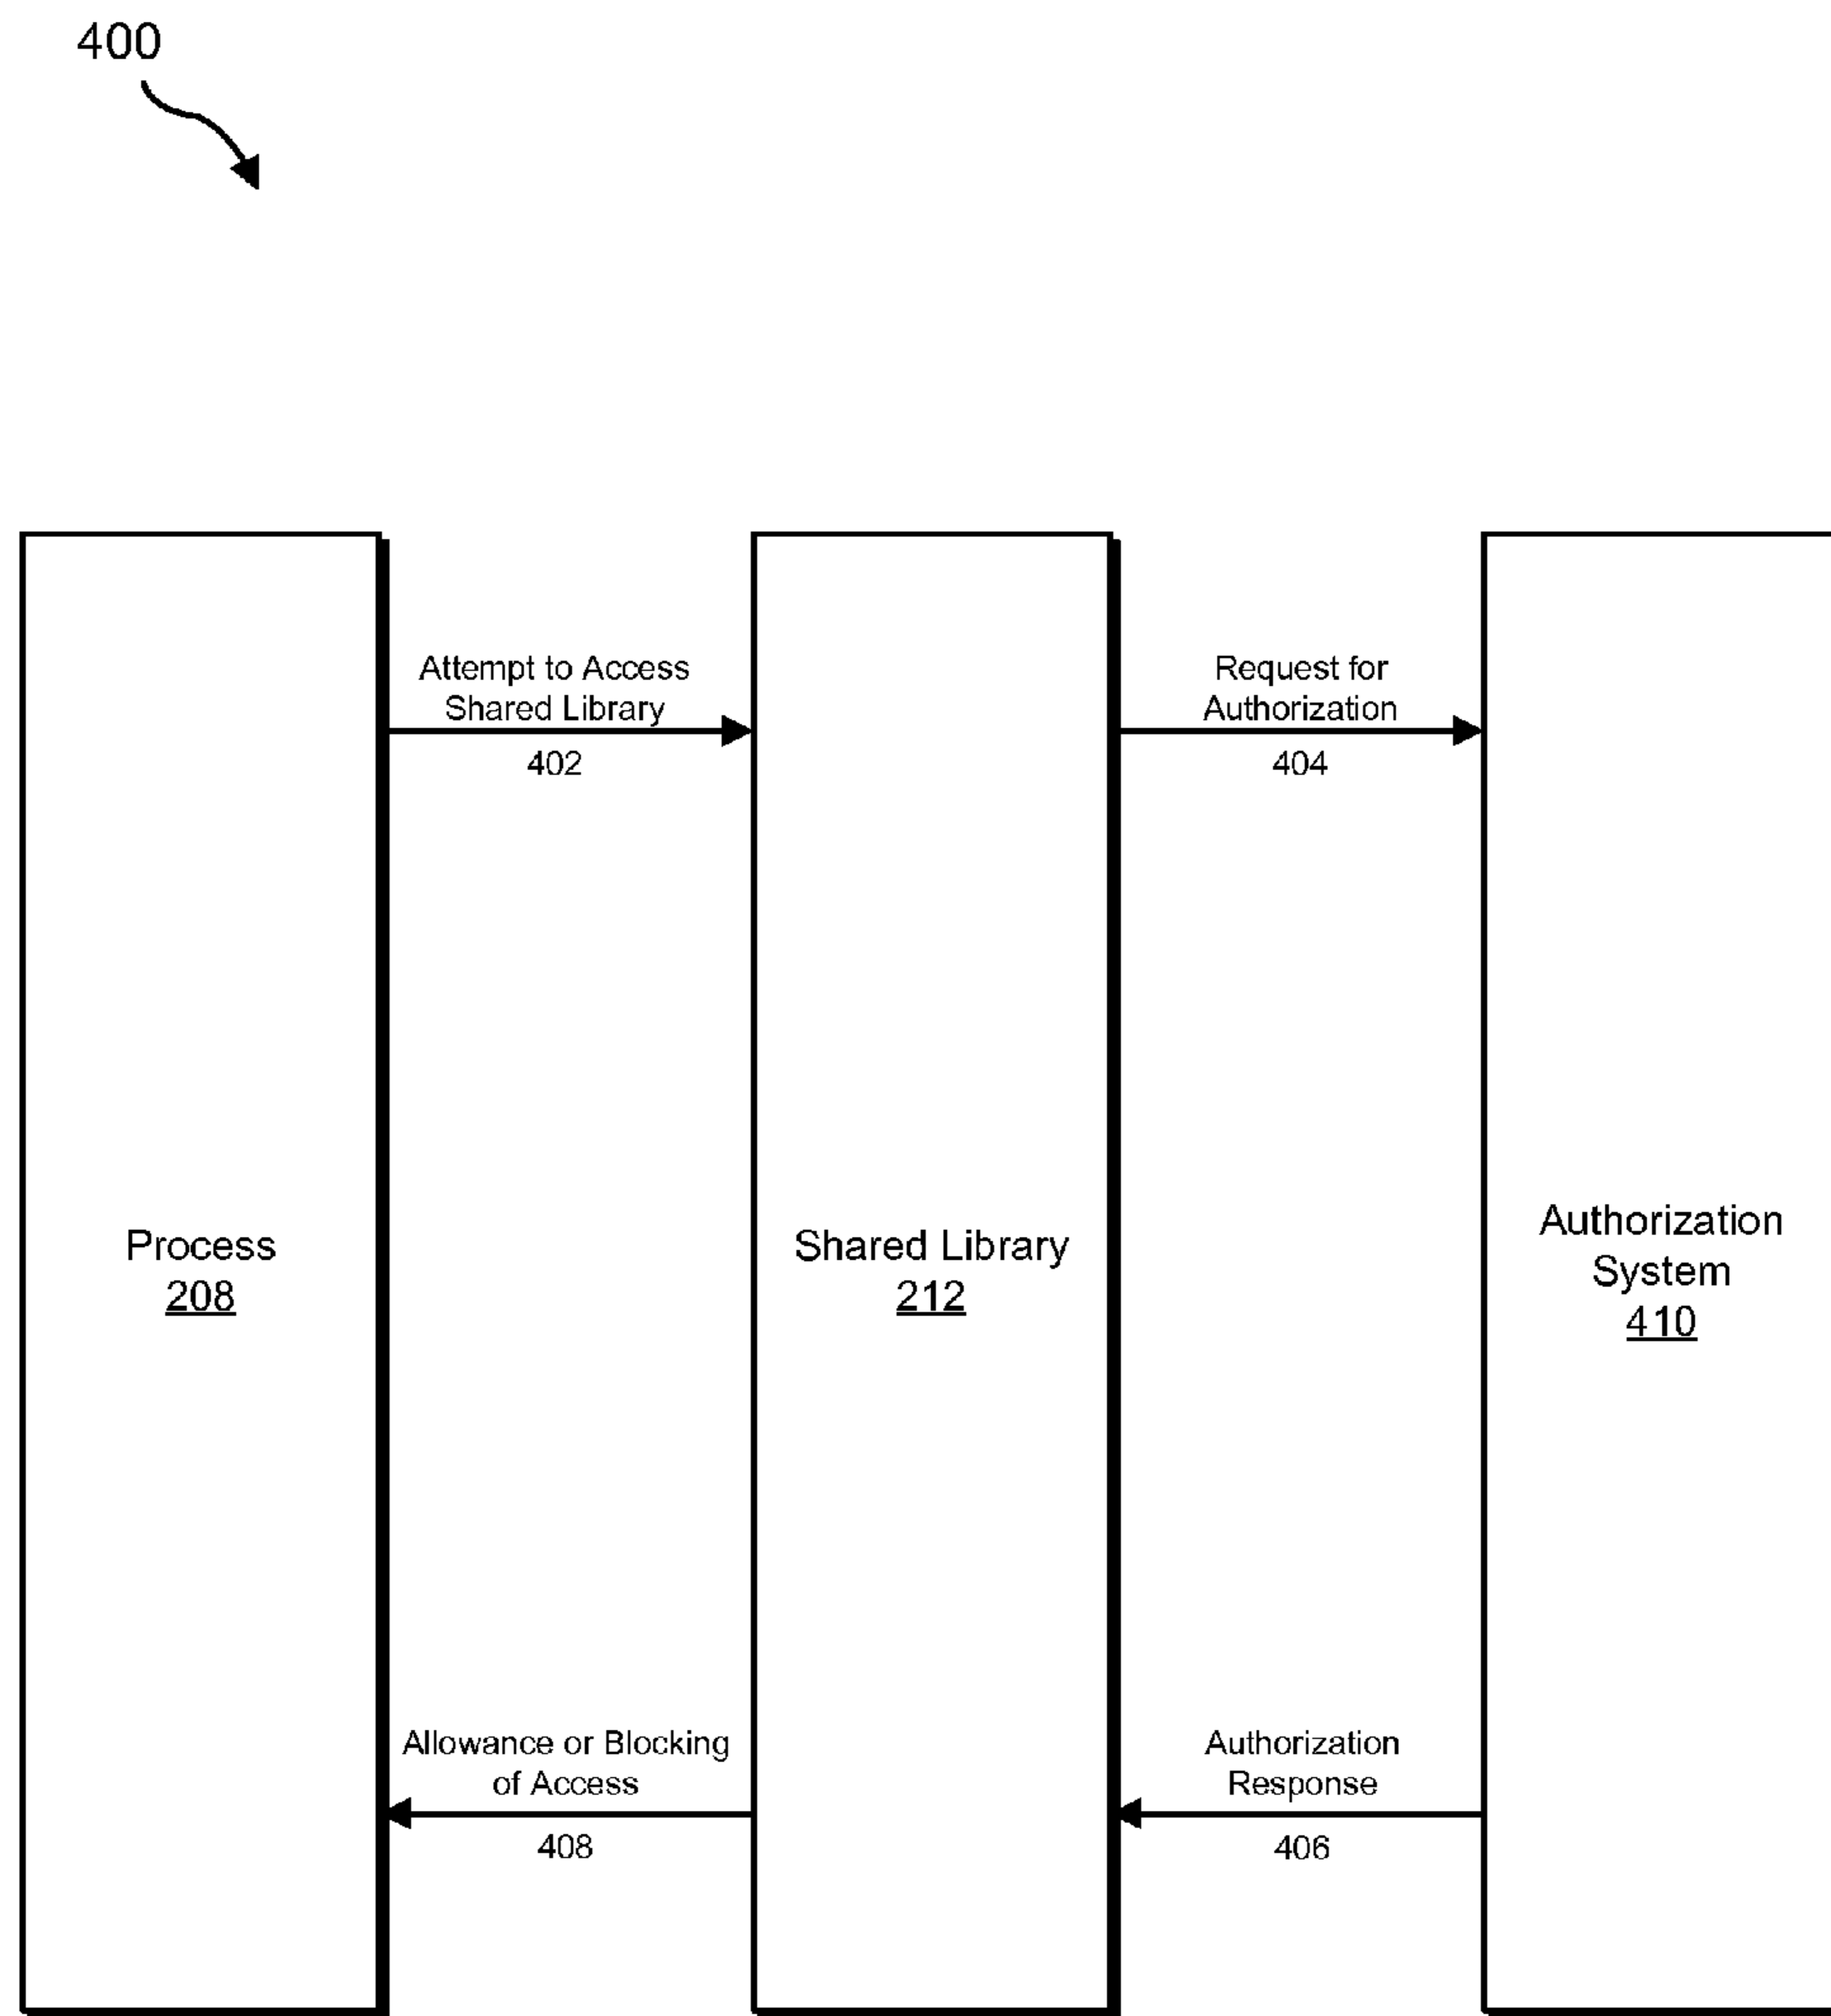 400
Attempt to Access
Shared Library
402
Request for
Authorization
404
Process
208
Shared Library
212
Authorization
System
410
Allowance or Blocking
of Access
408
Authorization
Response
406